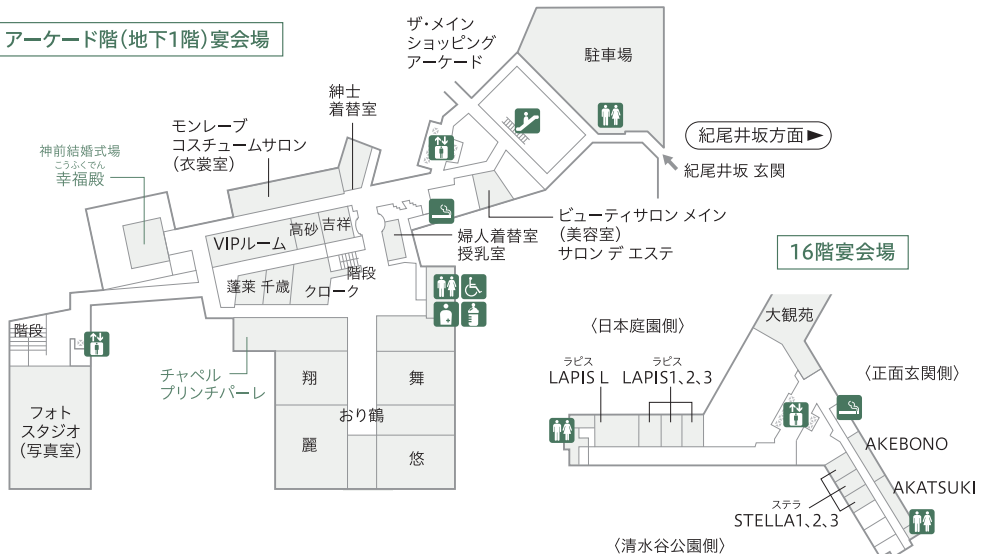 アーケード階(地下1階)宴会場
ザ・メイン
ショッピング
アーケード
駐車場
紳士
着替室
モンレーブ
コスチュームサロン
(衣裳室)
紀尾井坂方面▶
紀尾井坂 玄関
神前結婚式場
こうふくでん
幸福殿
VIPルーム
高砂
吉祥
婦人着替室
授乳室
ビューティサロン メイン
(美容室)
サロン デ エステ
蓬莱
千歳
クローク
階段
階段
チャペル
プリンチパーレ
翔
舞
おり鶴
麗
悠
フォト
スタジオ
(写真室)
16階宴会場
大観苑
〈日本庭園側〉
ラピス
LAPIS L
ラピス
LAPIS1、2、3
〈正面玄関側〉
AKEBONO
AKATSUKI
ステラ
STELLA1、2、3
〈清水谷公園側〉